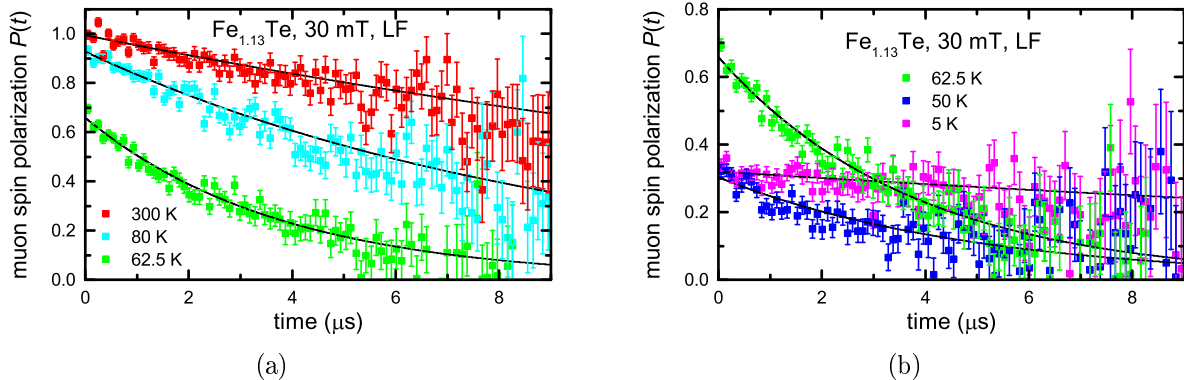 Fe₁.₁₃Te, 30 mT, LF
muon spin polarization P(t)
1.0
0.8
0.6
0.4
0.2
0.0
300 K
80 K
62.5 K
0 2 4 6 8
time (μs)
(a)
Fe₁.₁₃Te, 30 mT, LF
muon spin polarization P(t)
0.8
0.6
0.4
0.2
0.0
62.5 K
50 K
5 K
0 2 4 6 8
time (μs)
(b)